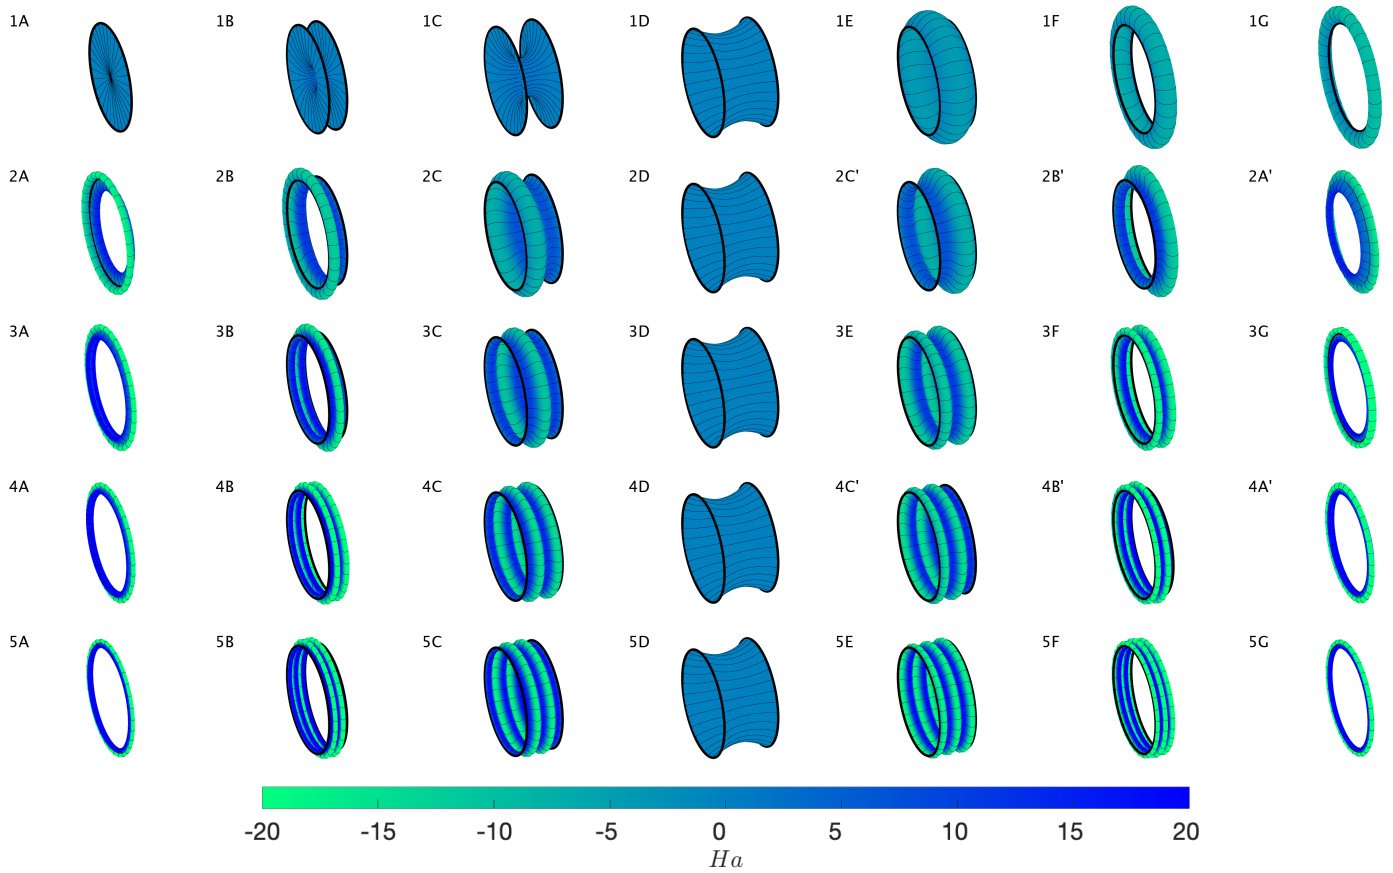 1A 1B 1C 1D 1E 1F 1G
2A 2B 2C 2D 2C' 2B' 2A'
3A 3B 3C 3D 3E 3F 3G
4A 4B 4C 4D 4C' 4B' 4A'
5A 5B 5C 5D 5E 5F 5G
-20 -15 -10 -5 0 5 10 15 20
Ha